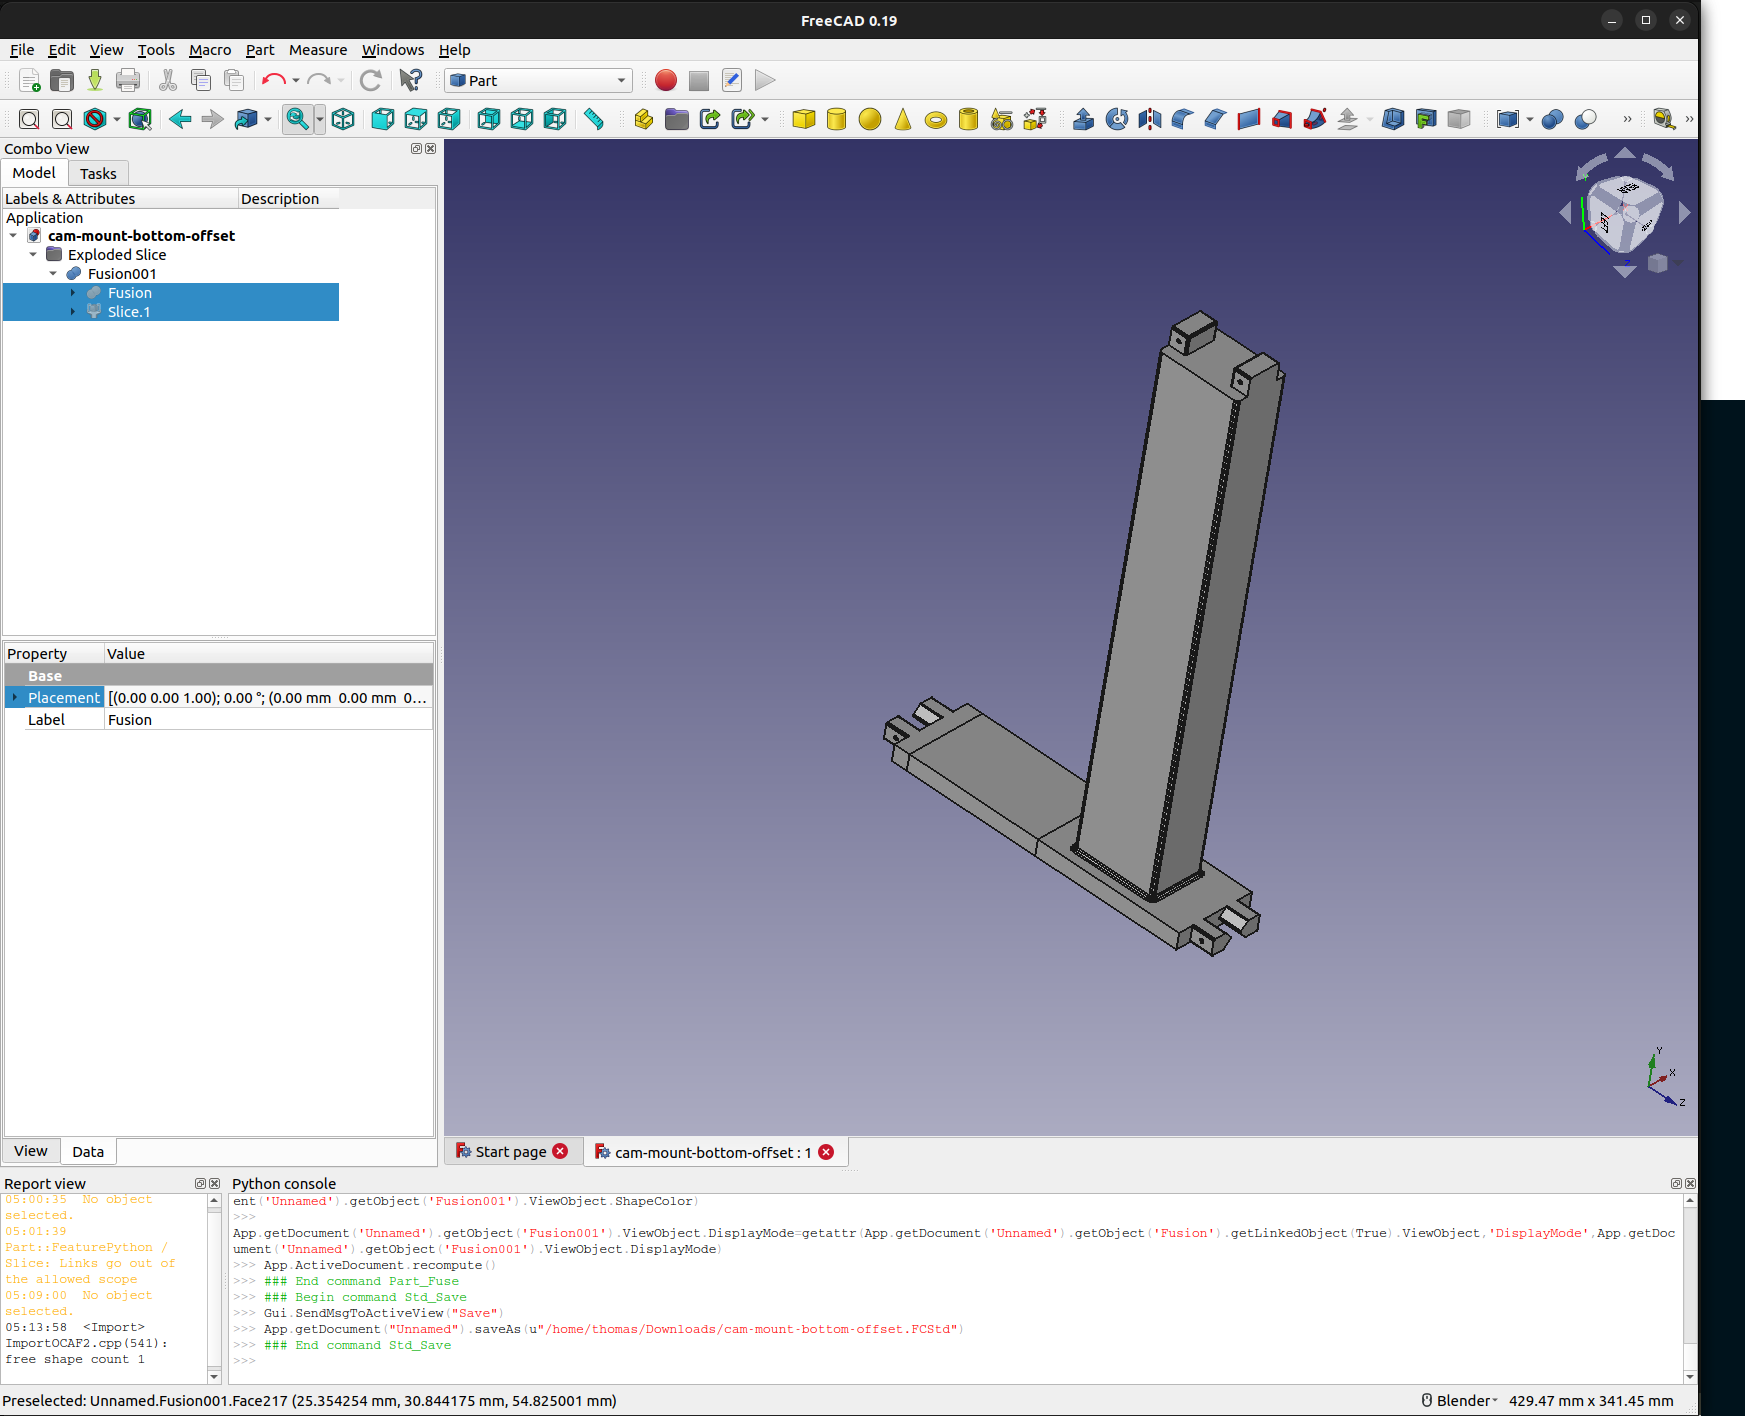 FreeCAD 0.19
File Edit View Tools Macro Part Measure Windows Help
Part
Combo View
Model Tasks
Labels & Attributes Description
Application
cam-mount-bottom-offset
Exploded Slice
Fusion001
Fusion
Slice.1
Property Value
Base
Placement [(0.00 0.00 1.00); 0.00 °; (0.00 mm 0.00 mm 0...
Label Fusion
View Data
Y
X
Z
Z
Start page
cam-mount-bottom-offset : 1
Report view
05:00:35 No object
selected.
05:01:39
Part::FeaturePython /
Slice: Links go out of
the allowed scope
05:09:00 No object
selected.
05:13:58 <Import>
ImportOCAF2.cpp(541):
free shape count 1
Python console
ent('Unnamed').getObject('Fusion001').ViewObject.ShapeColor)
>>>
App.getDocument('Unnamed').getObject('Fusion001').ViewObject.DisplayMode=getattr(App.getDocument('Unnamed').getObject('Fusion').getLinkedObject(True).ViewObject,'DisplayMode',App.getDoc
ument('Unnamed').getObject('Fusion001').ViewObject.DisplayMode)
>>> App.ActiveDocument.recompute()
>>> ### End command Part_Fuse
>>> ### Begin command Std_Save
>>> Gui.SendMsgToActiveView("Save")
>>> App.getDocument("Unnamed").saveAs(u"/home/thomas/Downloads/cam-mount-bottom-offset.FCStd")
>>> ### End command Std_Save
>>>
Preselected: Unnamed.Fusion001.Face217 (25.354254 mm, 30.844175 mm, 54.825001 mm)
Blender 429.47 mm x 341.45 mm